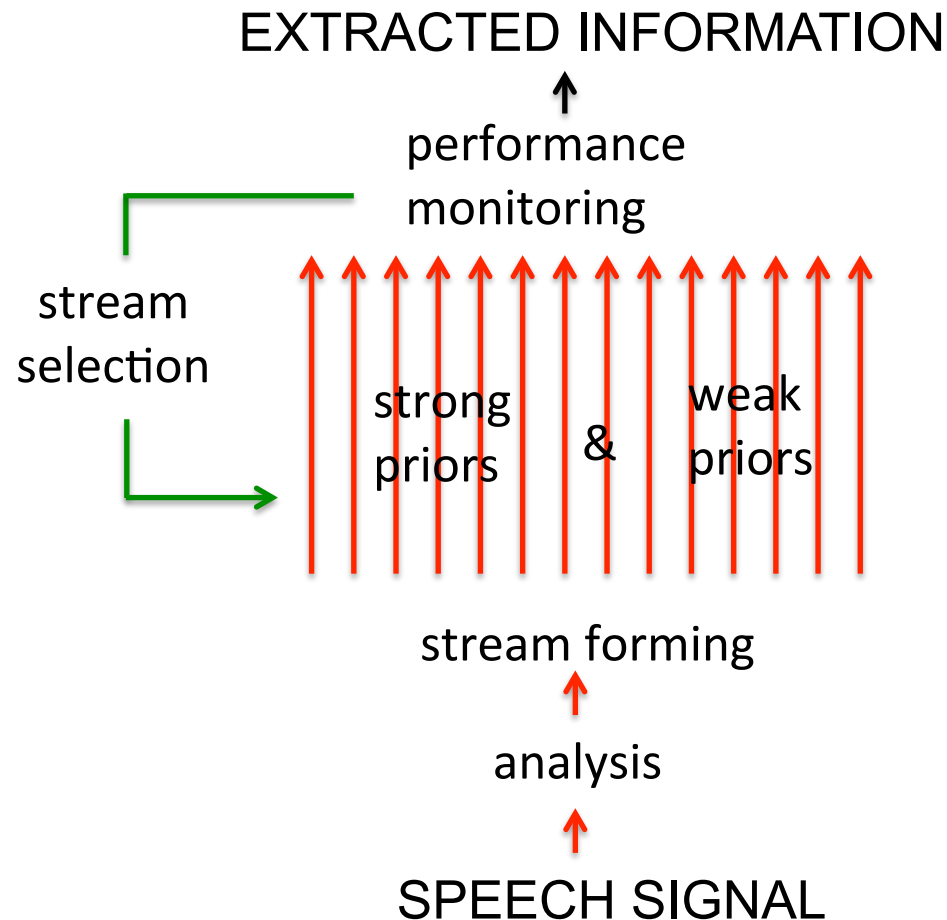 EXTRACTED INFORMATION
performance
monitoring
stream
selection
strong
priors
&
weak
priors
stream forming
analysis
SPEECH SIGNAL